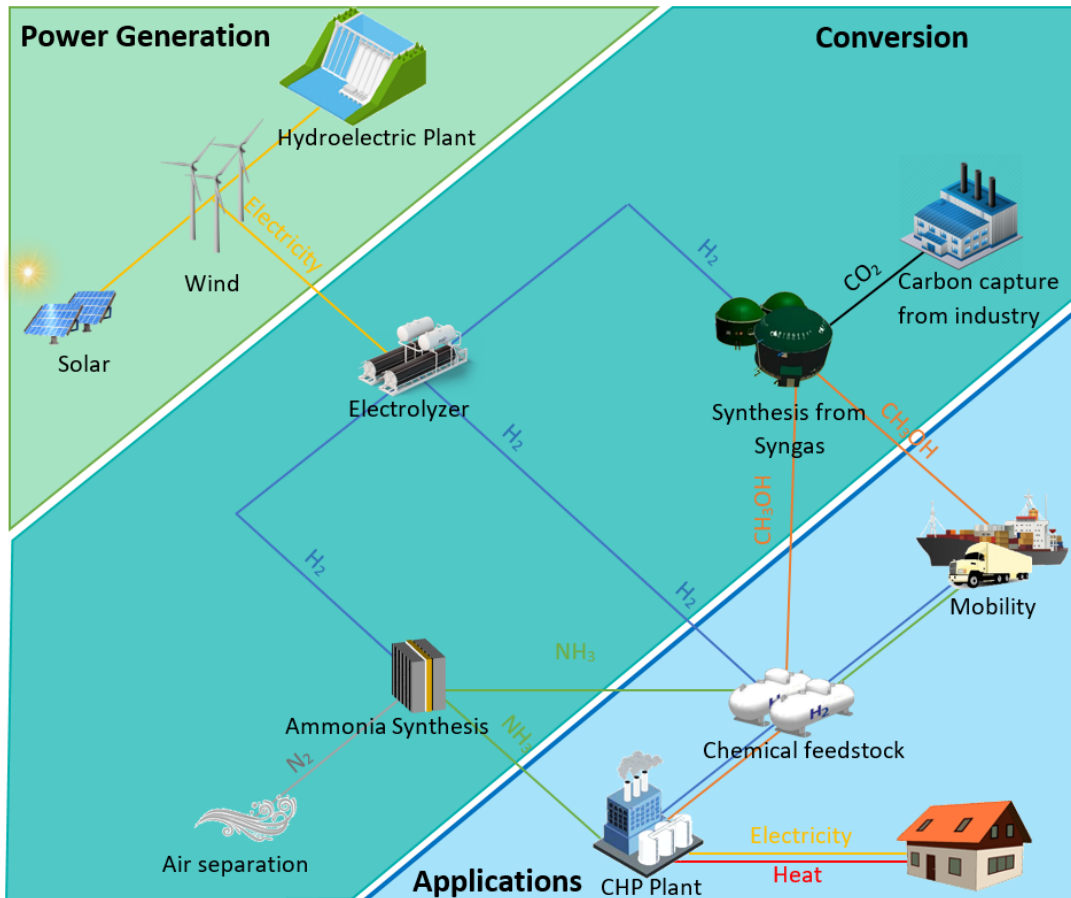 Power Generation
Conversion
Hydroelectric Plant
Electricity
Wind
Solar
H₂
CO₂
Carbon capture
from industry
Electrolyzer
Synthesis from
Syngas
CH₃OH
H₂
CH₃OH
H₂
H₂
Mobility
NH₃
Ammonia Synthesis
NH₃
H2
H2
Chemical feedstock
N₂
Air separation
Electricity
Heat
CHP Plant
Applications